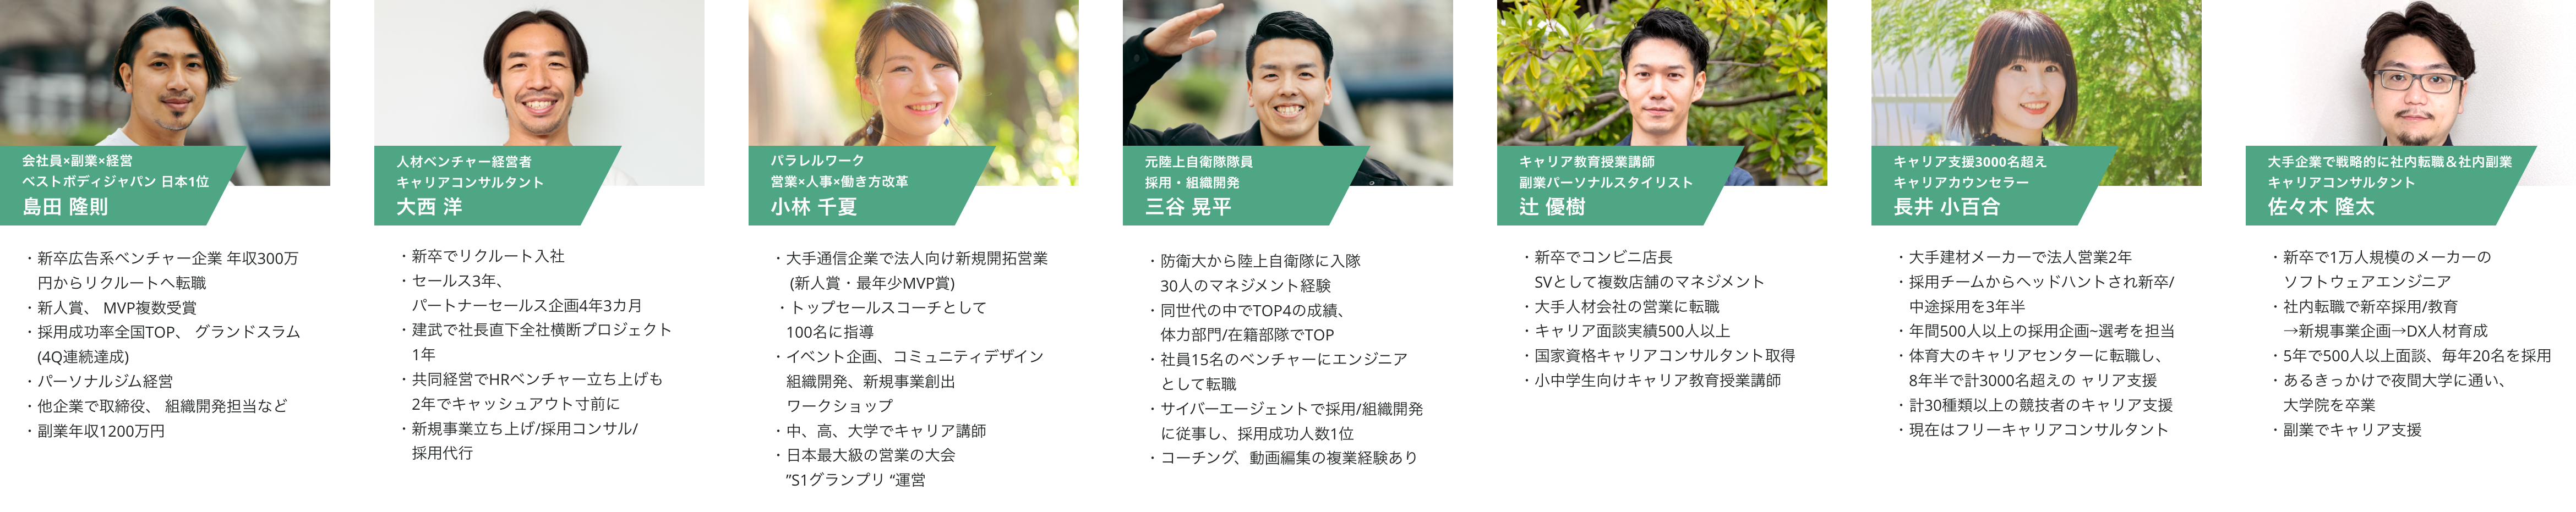 会社員×副業×経営
ベストボディジャパン 日本1位
島田 隆則
・新卒広告系ベンチャー企業 年収300万
円からリクルートへ転職
・新人賞、 MVP複数受賞
・採用成功率全国TOP、 グランドスラム
(4Q連続達成)
・パーソナルジム経営
・他企業で取締役、 組織開発担当など
・副業年収1200万円
人材ベンチャー経営者
キャリアコンサルタント
大西 洋
・新卒でリクルート入社
・セールス3年、
パートナーセールス企画4年3カ月
・建武で社長直下全社横断プロジェクト
1年
・共同経営でHRベンチャー立ち上げも
2年でキャッシュアウト寸前に
・新規事業立ち上げ/採用コンサル/
採用代行
パラレルワーク
営業×人事×働き方改革
小林 千夏
・大手通信企業で法人向け新規開拓営業
(新人賞・最年少MVP賞)
・トップセールスコーチとして
100名に指導
・イベント企画、コミュニティデザイン
組織開発、新規事業創出
ワークショップ
・中、高、大学でキャリア講師
・日本最大級の営業の大会
”S1グランプリ “運営
元陸上自衛隊隊員
採用・組織開発
三谷 晃平
・防衛大から陸上自衛隊に入隊
30人のマネジメント経験
・同世代の中でTOP4の成績、
体力部門/在籍部隊でTOP
・社員15名のベンチャーにエンジニア
として転職
・サイバーエージェントで採用/組織開発
に従事し、採用成功人数1位
・コーチング、動画編集の複業経験あり
キャリア教育授業講師
副業パーソナルスタイリスト
辻 優樹
・新卒でコンビニ店長
SVとして複数店舗のマネジメント
・大手人材会社の営業に転職
・キャリア面談実績500人以上
・国家資格キャリアコンサルタント取得
・小中学生向けキャリア教育授業講師
キャリア支援3000名超え
キャリアカウンセラー
長井 小百合
・大手建材メーカーで法人営業2年
・採用チームからヘッドハントされ新卒/
中途採用を3年半
・年間500人以上の採用企画~選考を担当
・体育大のキャリアセンターに転職し、
8年半で計3000名超えの ャリア支援
・計30種類以上の競技者のキャリア支援
・現在はフリーキャリアコンサルタント
大手企業で戦略的に社内転職＆社内副業
キャリアコンサルタント
佐々木 隆太
・新卒で1万人規模のメーカーの
ソフトウェアエンジニア
・社内転職で新卒採用/教育
→新規事業企画→DX人材育成
・5年で500人以上面談、毎年20名を採用
・あるきっかけで夜間大学に通い、
大学院を卒業
・副業でキャリア支援